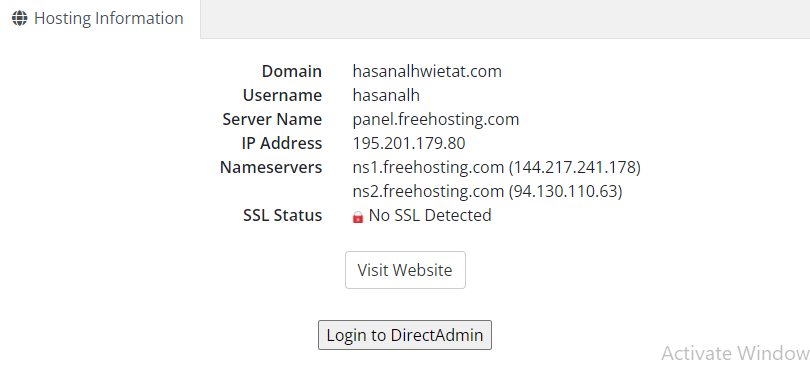 Hosting Information
Domain hasanalhwietat.com
Username hasanalh
Server Name panel.freehosting.com
IP Address 195.201.179.80
Nameservers ns1.freehosting.com (144.217.241.178)
ns2.freehosting.com (94.130.110.63)
SSL Status No SSL Detected
Visit Website
Login to DirectAdmin
Activate Window